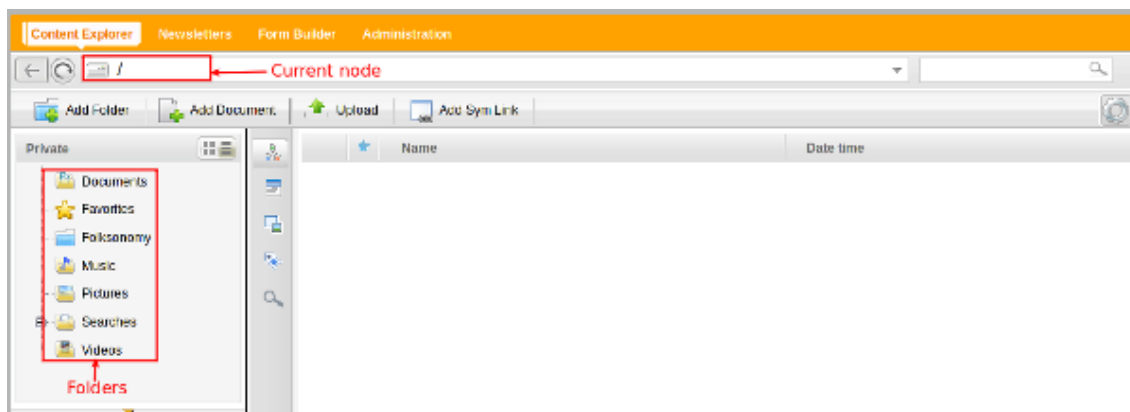 Content Explorer Newsletters Form Builder Administration
/ Current node
Add Folder Add Document Upload Add Sym Link
Private Name Date time
Documents
Favorites
Folksonomy
Music
Pictures
Searches
Videos
Folders